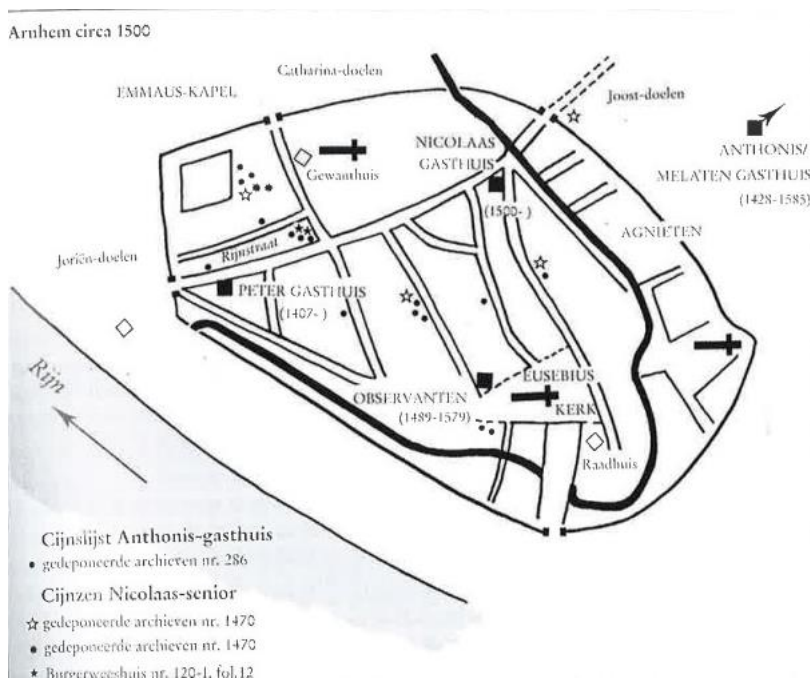 Arnhem circa 1500
Catharina-doelen
EMMAUS-KAPEL
Joost-doelen
NICOLAAS
GASTHUIS
(1500- )
Gewanthuis
ANTHONIS/
MELATEN GASTHUIS
(1428-1585)
AGNIETEN
Rijnstraat
Joriën-doelen
PETER GASTHUIS
(1407- )
Rijn
OBSERVANTEN
(1489-1579)
EUSEBIUS
KERK
Raadhuis
Cijnslijst Anthonis-gasthuis
• gedeponeerde archieven nr. 286
Cijnzen Nicolaas-senior
☆ gedeponeerde archieven nr. 1470
• gedeponeerde archieven nr. 1470
★ Burgerweeshuis nr. 120-1, fol.12